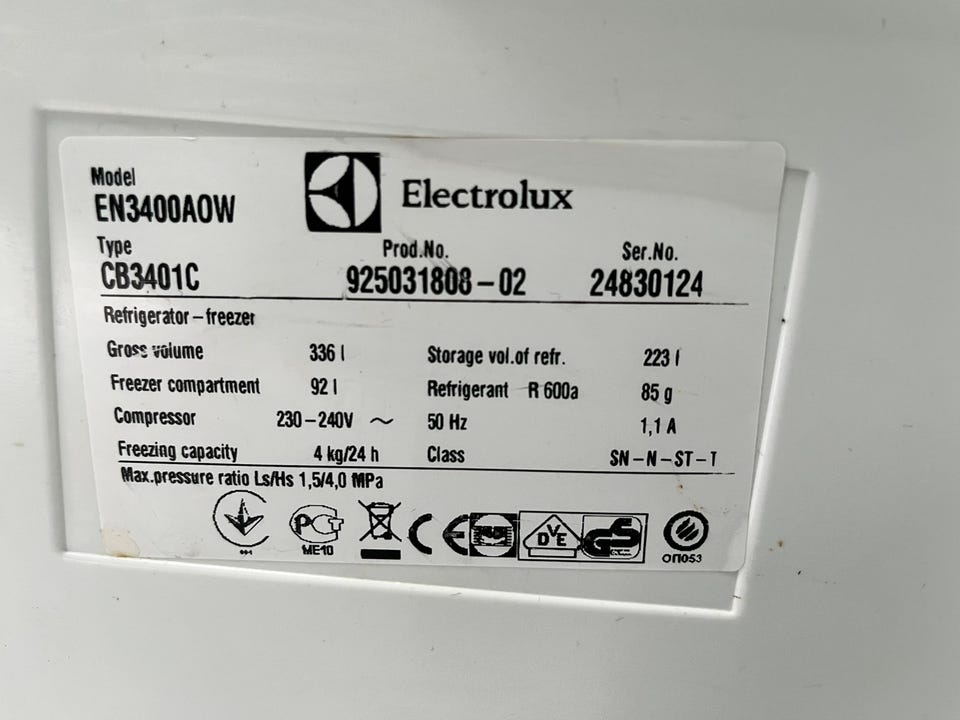 Model
EN3400AOW
Electrolux
Type
Prod.No.
Ser.No.
CB3401C
925031808-02
24830124
Refrigerator-freezer
Gross volume 336 l Storage vol.of refr. 223 l
Freezer compartment 92 l Refrigerant R 600a 85 g
Compressor 230-240V ~ 50 Hz 1,1 A
Freezing capacity 4 kg/24 h Class SN-N-ST-T
Max.pressure ratio Ls/Hs 1,5/4,0 MPa
РСТ CE DVE GS
ME10
ОП053